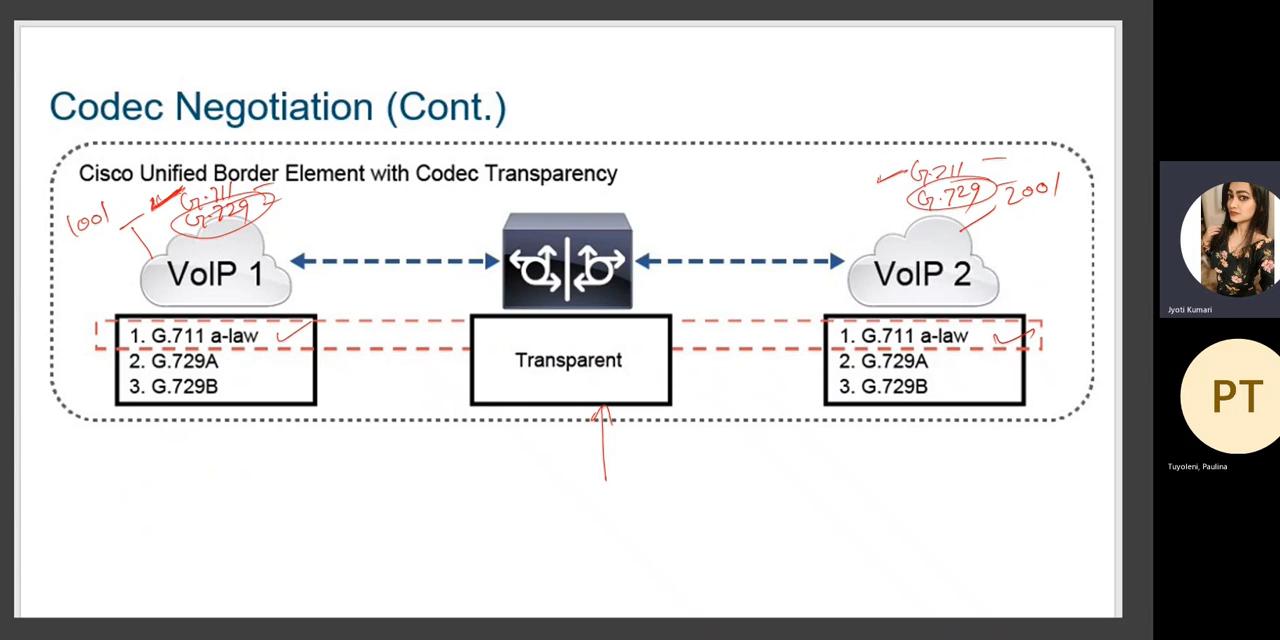 Codec Negotiation (Cont.)
Cisco Unified Border Element with Codec Transparency
G.711
G.729
1001
G.711
G.729
2001
VoIP 1
VoIP 2
1. G.711 a-law
2. G.729A
3. G.729B
Transparent
1. G.711 a-law
2. G.729A
3. G.729B
Jyoti Kumari
PT
Tuyoleni, Paulina